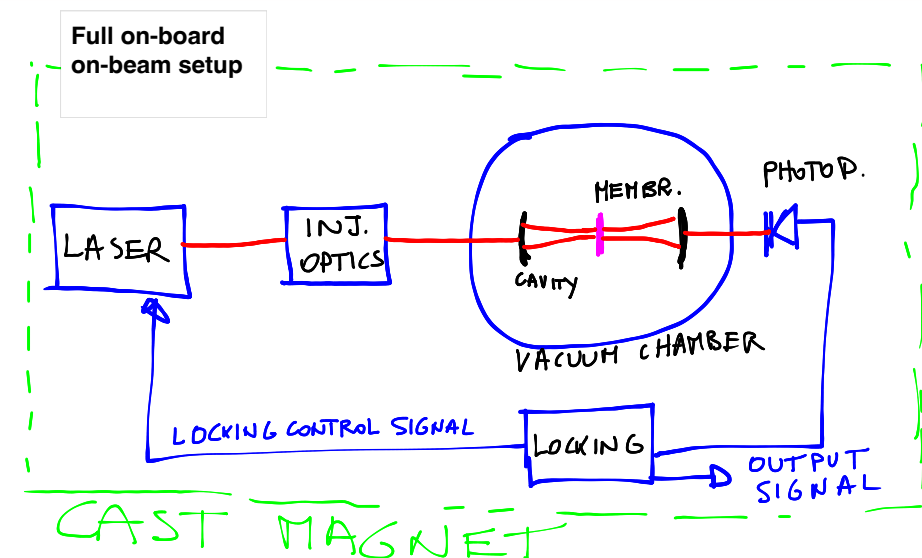 Full on-board
on-beam setup
PHOTOD.
MEMBR.
LASER
INJ.
OPTICS
CAVITY
VACUUM CHAMBER
LOCKING CONTROL SIGNAL
LOCKING
OUTPUT
SIGNAL
CAST MAGNET